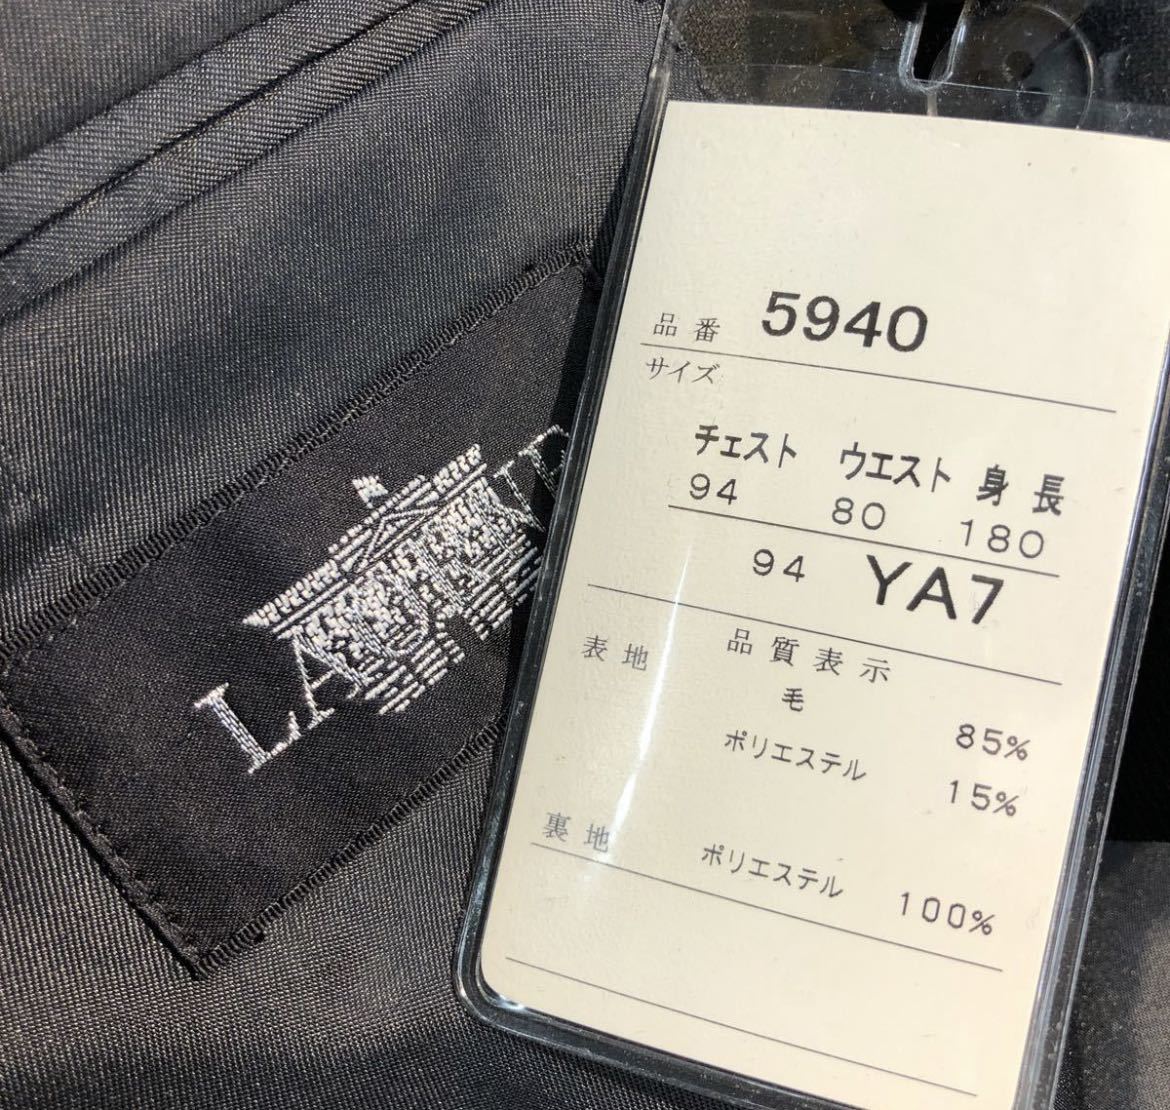 品番 5940
サイズ
チェスト ウエスト 身長
94 80 180
94 YA7
品質表示
表地
毛 85%
ポリエステル 15%
裏地
ポリエステル 100%